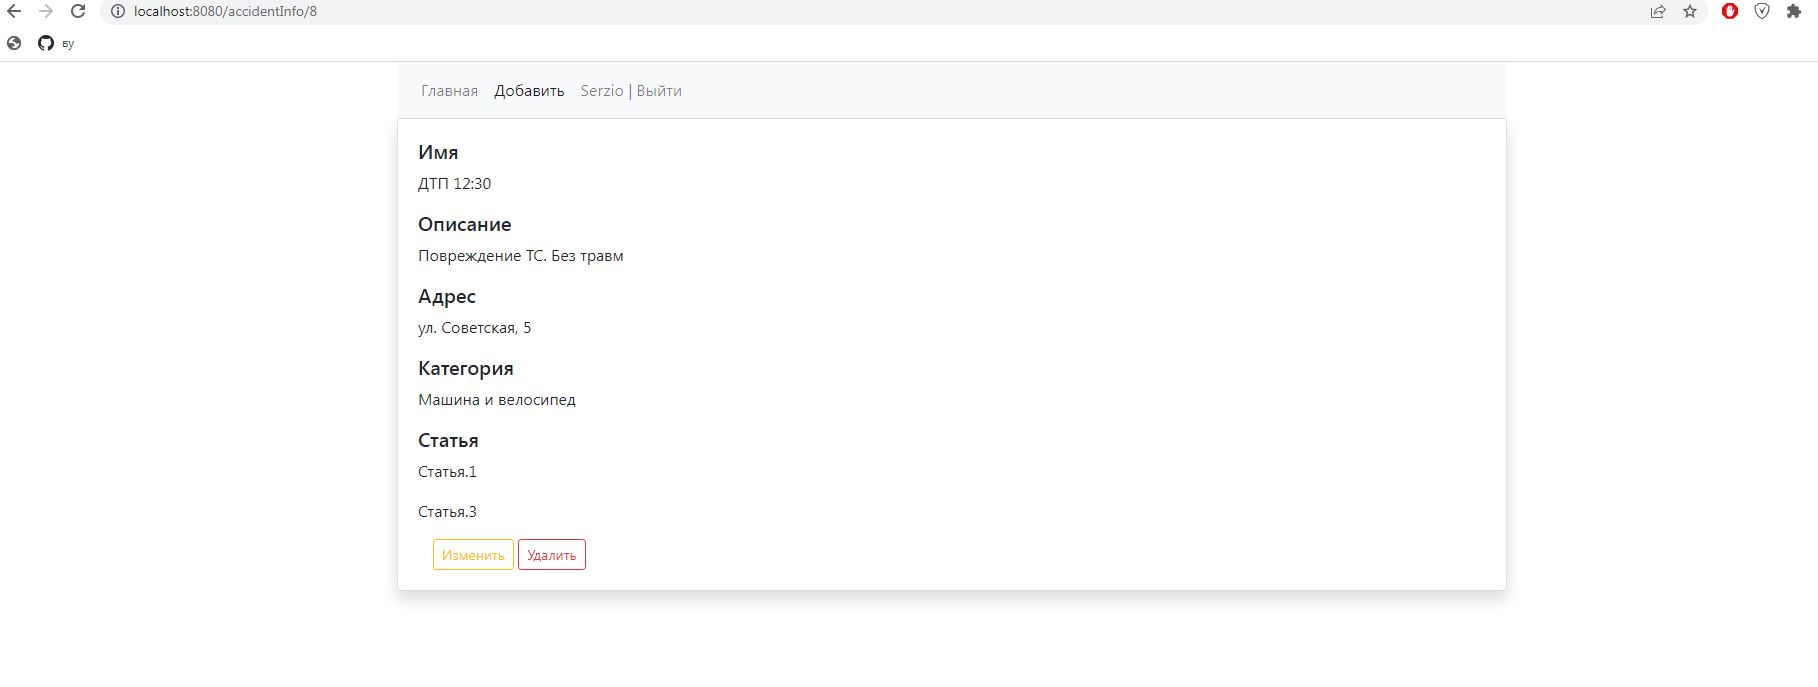 localhost:8080/accidentInfo/8
by
Главная Добавить Serzio | Выйти
Имя
ДТП 12:30
Описание
Повреждение ТС. Без травм
Адрес
ул. Советская, 5
Категория
Машина и велосипед
Статья
Статья.1
Статья.3
Изменить Удалить